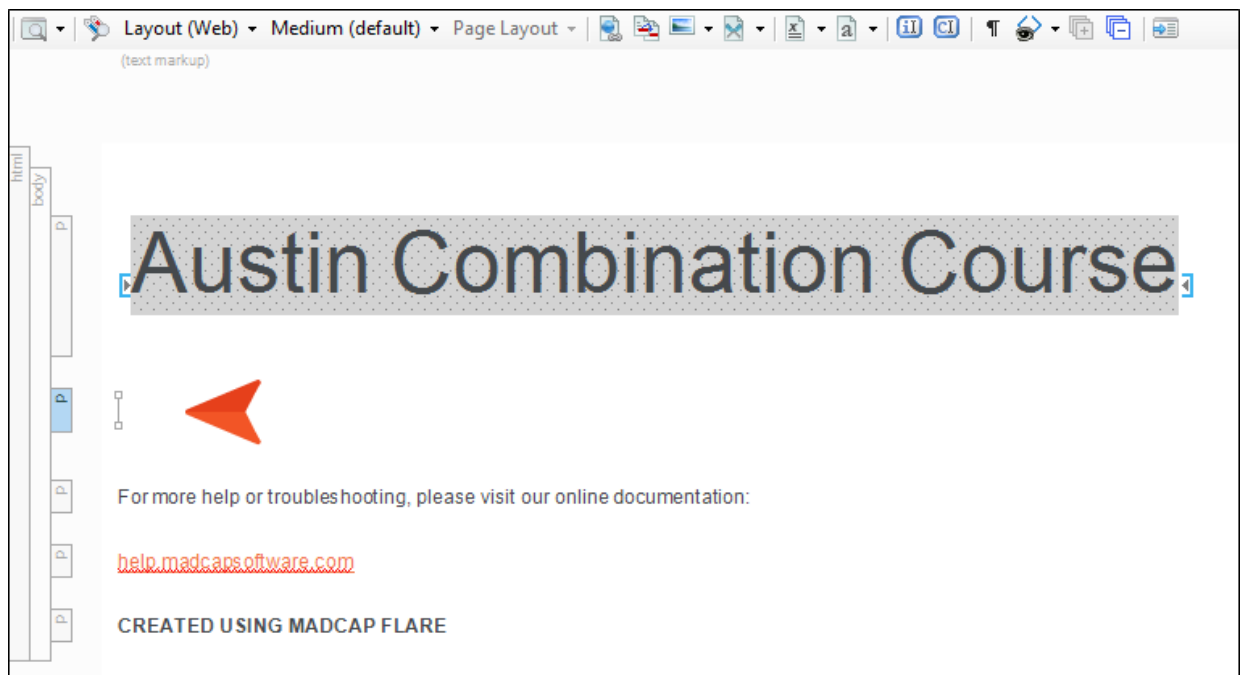 Layout (Web) Medium (default) Page Layout
(text markup)
html
body
p
Austin Combination Course
p
p
For more help or troubleshooting, please visit our online documentation:
p
help.madcapsoftware.com
p
CREATED USING MADCAP FLARE